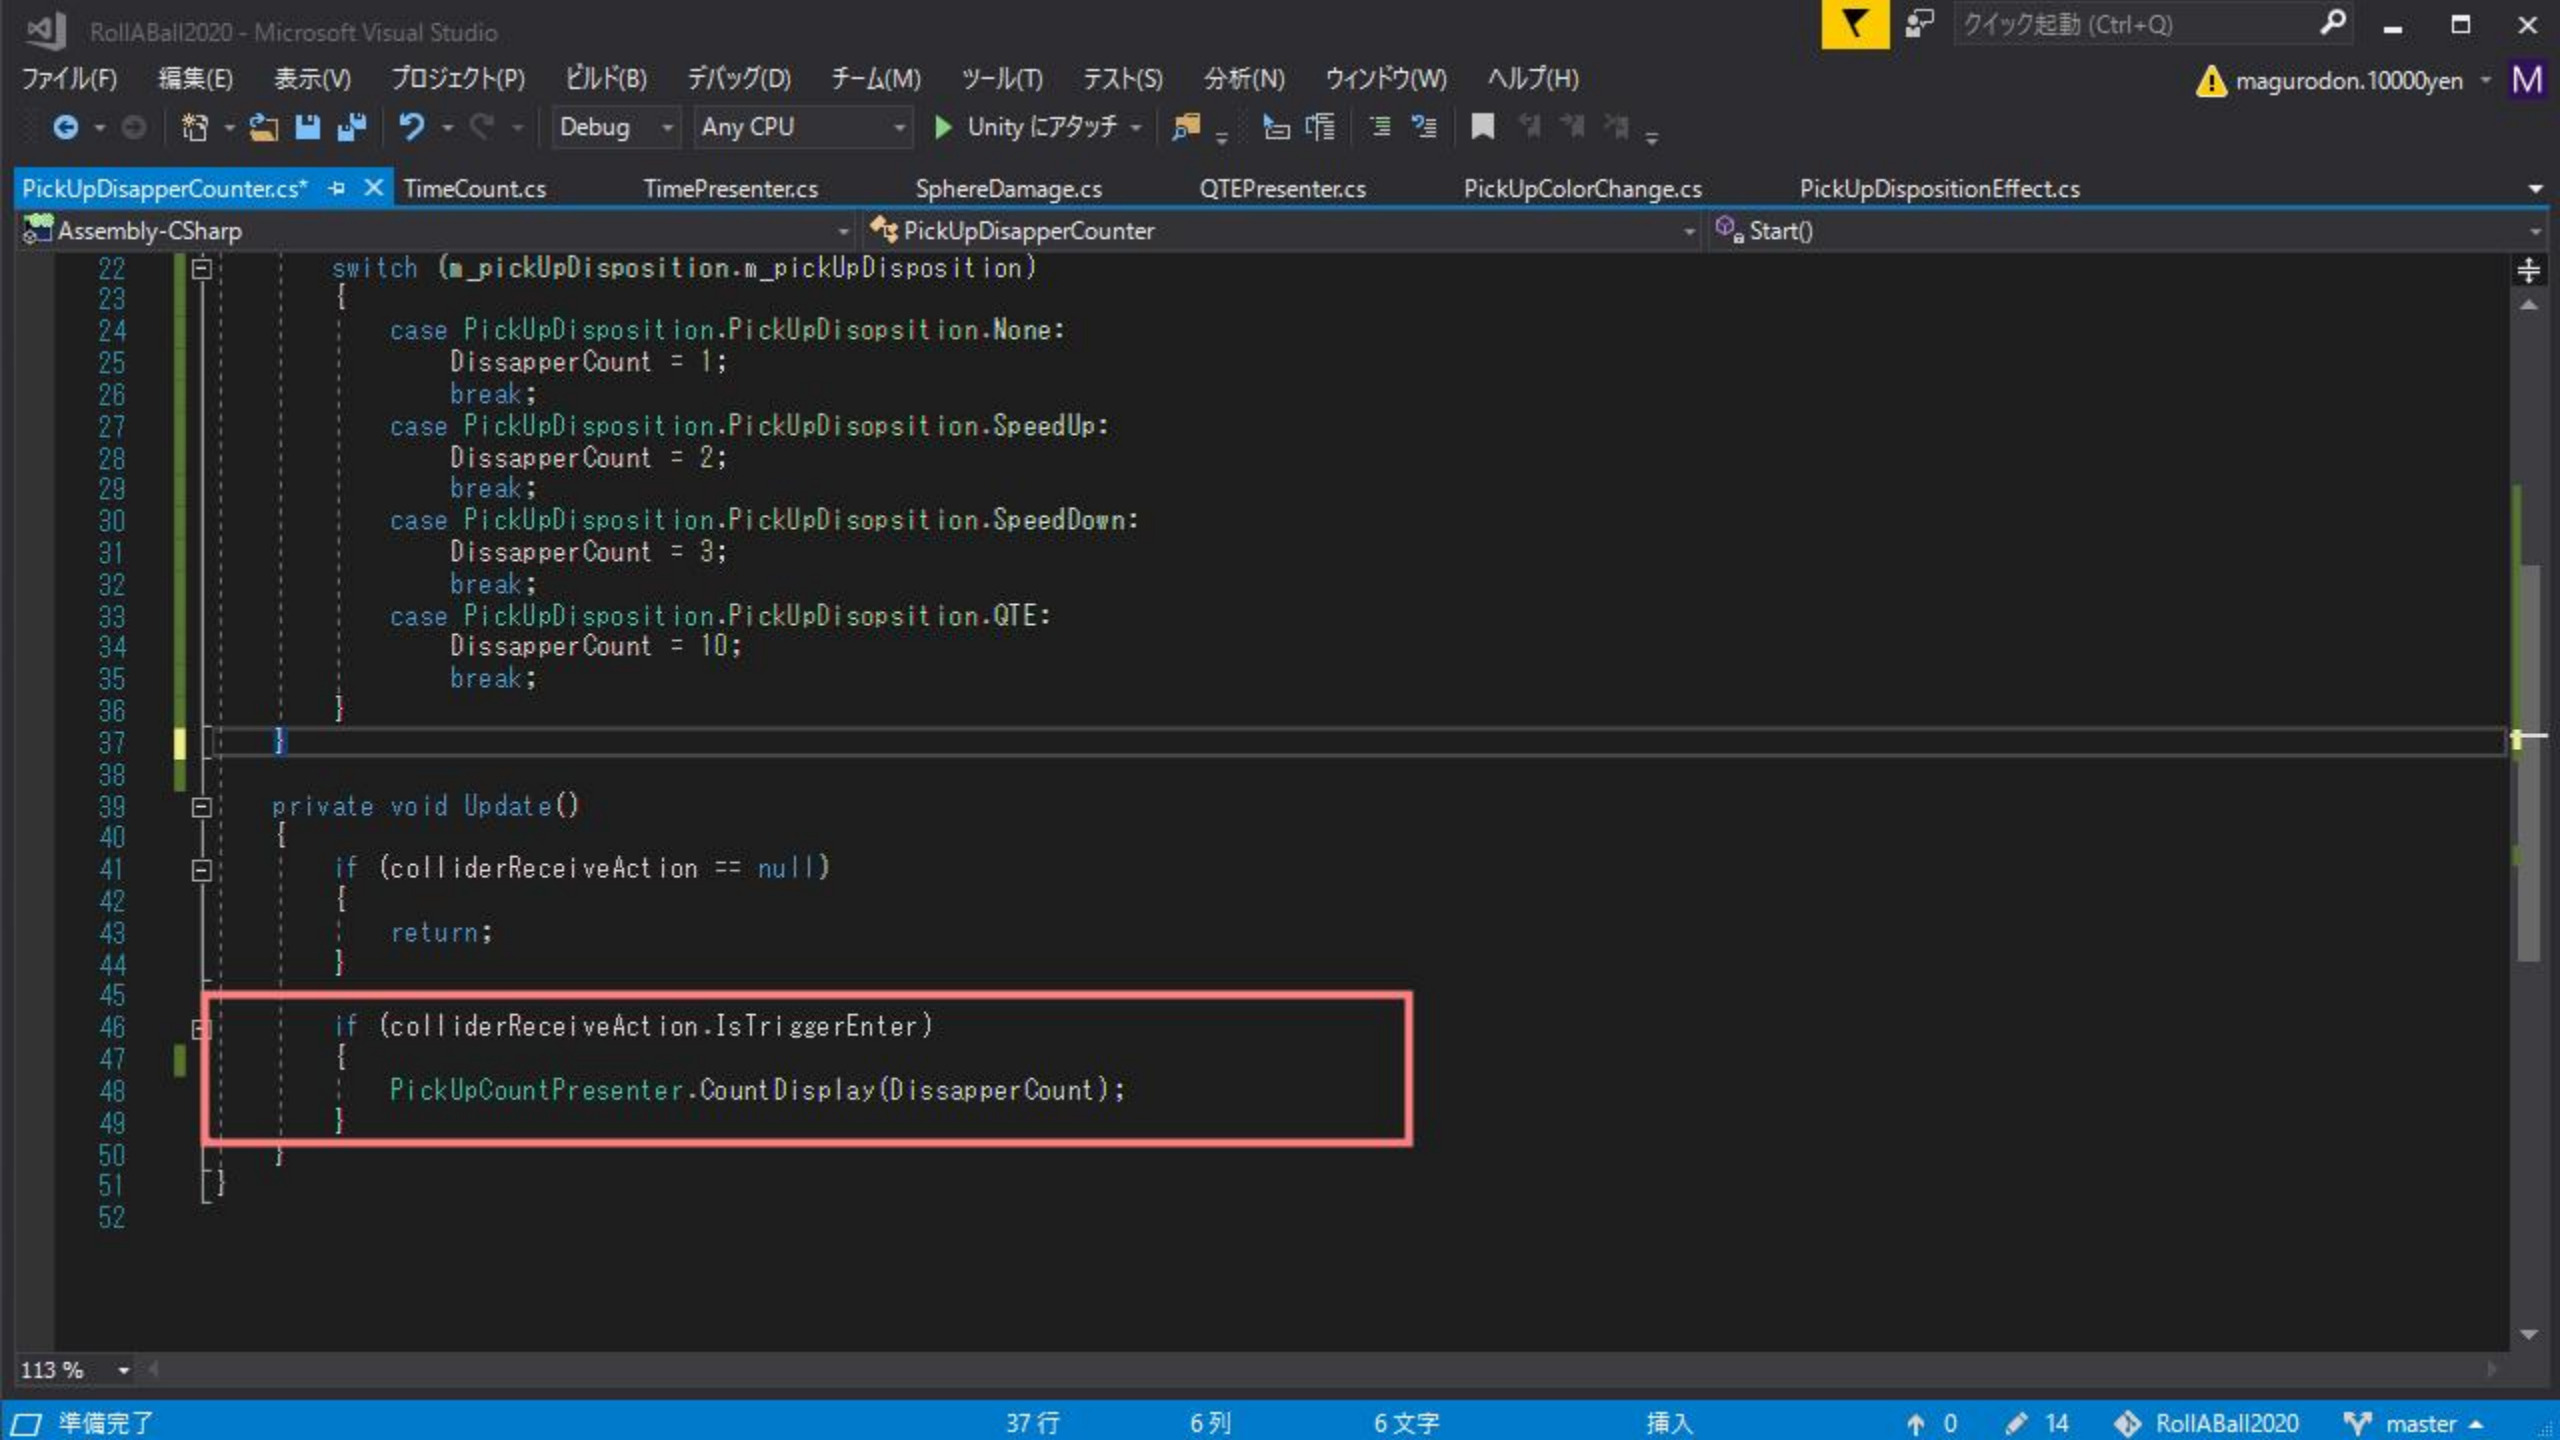 RollABall2020 - Microsoft Visual Studio
クイック起動 (Ctrl+Q)
ファイル(F) 編集(E) 表示(V) プロジェクト(P) ビルド(B) デバッグ(D) チーム(M) ツール(T) テスト(S) 分析(N) ウィンドウ(W) ヘルプ(H)
magurodon.10000yen M
Debug Any CPU Unity にアタッチ
PickUpDisapperCounter.cs* TimeCount.cs TimePresenter.cs SphereDamage.cs QTEPresenter.cs PickUpColorChange.cs PickUpDispositionEffect.cs
Assembly-CSharp PickUpDisapperCounter Start()
22 switch (m_pickUpDisposition.m_pickUpDisposition)
23 {
24 case PickUpDisposition.PickUpDisopsition.None:
25 DissapperCount = 1;
26 break;
27 case PickUpDisposition.PickUpDisopsition.SpeedUp:
28 DissapperCount = 2;
29 break;
30 case PickUpDisposition.PickUpDisopsition.SpeedDown:
31 DissapperCount = 3;
32 break;
33 case PickUpDisposition.PickUpDisopsition.QTE:
34 DissapperCount = 10;
35 break;
36 }
37 }
38
39 private void Update()
40 {
41 if (colliderReceiveAction == null)
42 {
43 return;
44 }
45
46 if (colliderReceiveAction.IsTriggerEnter)
47 {
48 PickUpCountPresenter.CountDisplay(DissapperCount);
49 }
50 }
51 }
52
113 %
準備完了 37 行 6 列 6 文字 挿入 0 14 RollABall2020 master